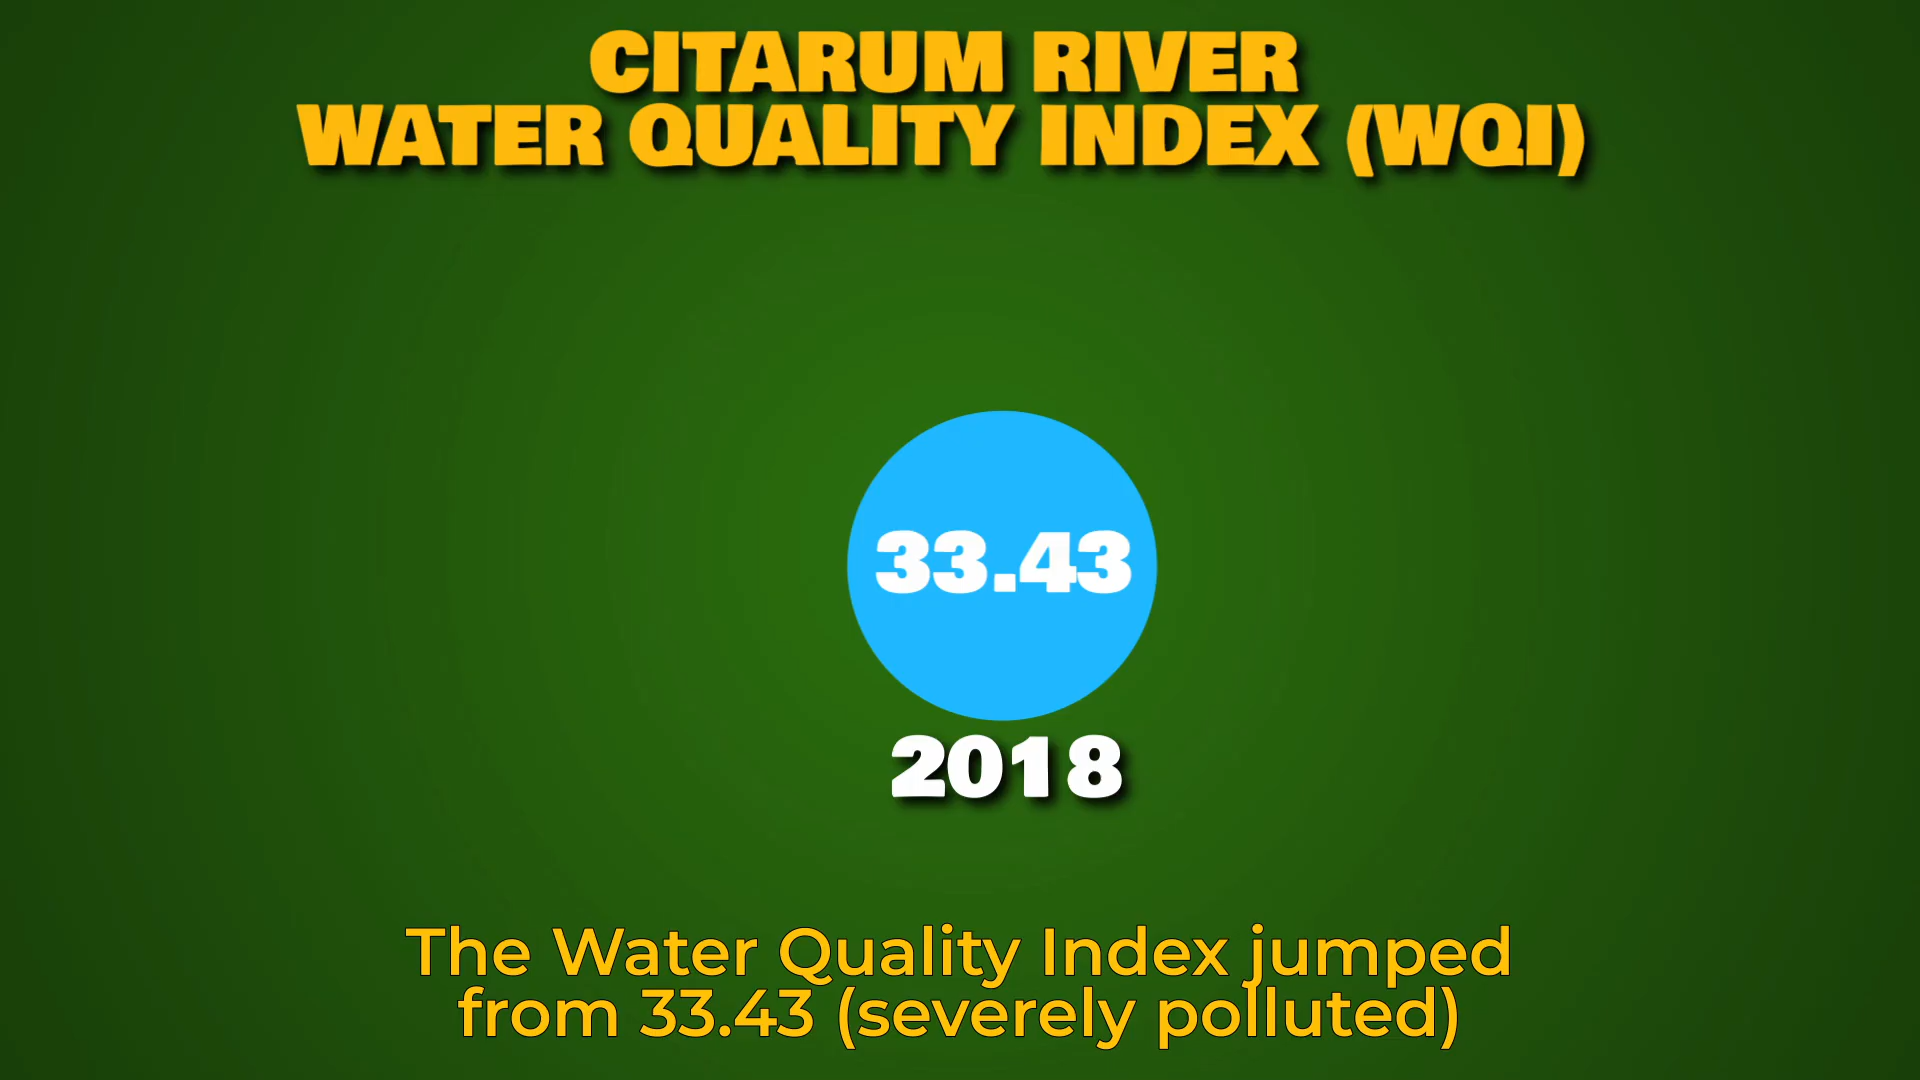 CITARUM RIVER
WATER QUALITY INDEX (WQI)
33.43
2018
The Water Quality Index jumped
from 33.43 (severely polluted)